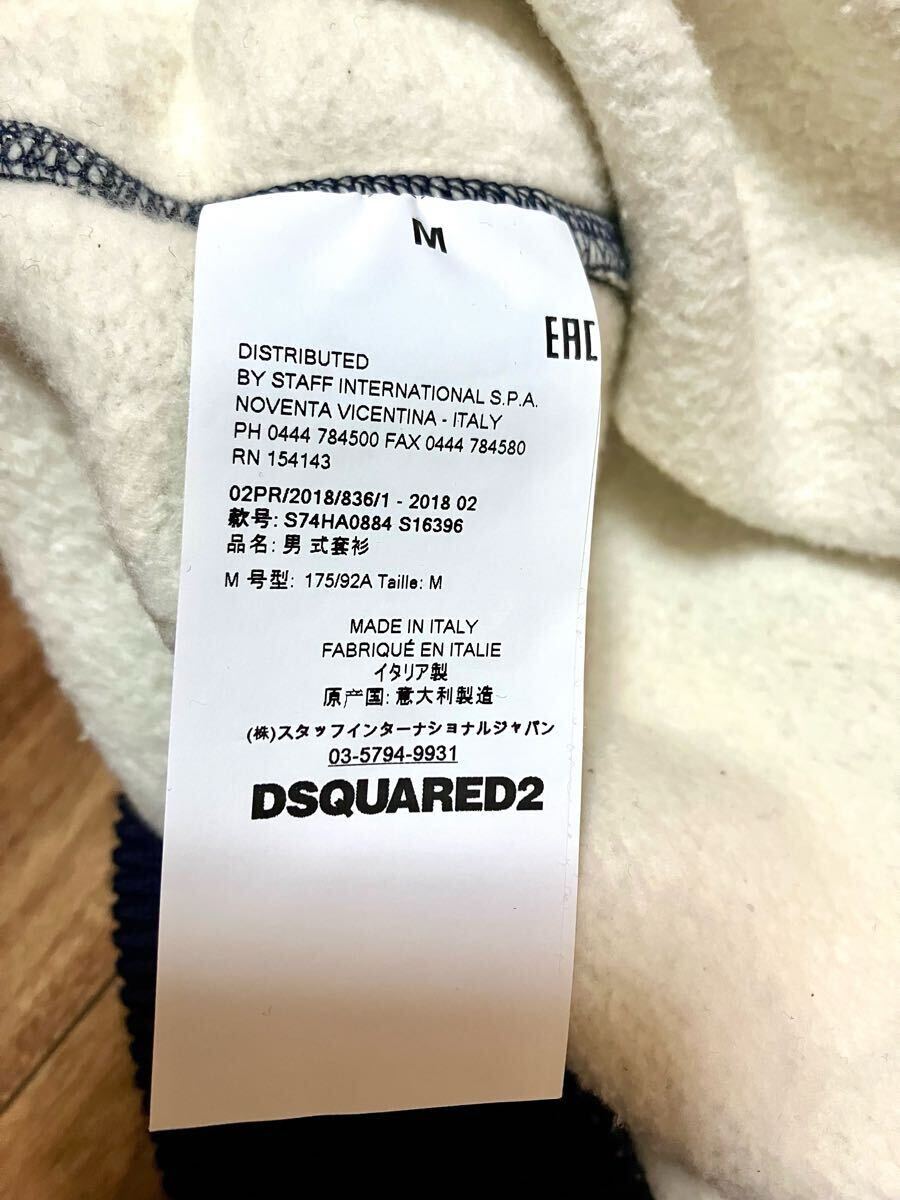 M
EAC
DISTRIBUTED
BY STAFF INTERNATIONAL S.P.A.
NOVENTA VICENTINA - ITALY
PH 0444 784500 FAX 0444 784580
RN 154143
02PR/2018/836/1 - 2018 02
款号: S74HA0884 S16396
品名: 男 式套衫
M 号型: 175/92A Taille: M
MADE IN ITALY
FABRIQUÉ EN ITALIE
イタリア製
原产国: 意大利製造
(株)スタッフインターナショナルジャパン
03-5794-9931
DSQUARED2